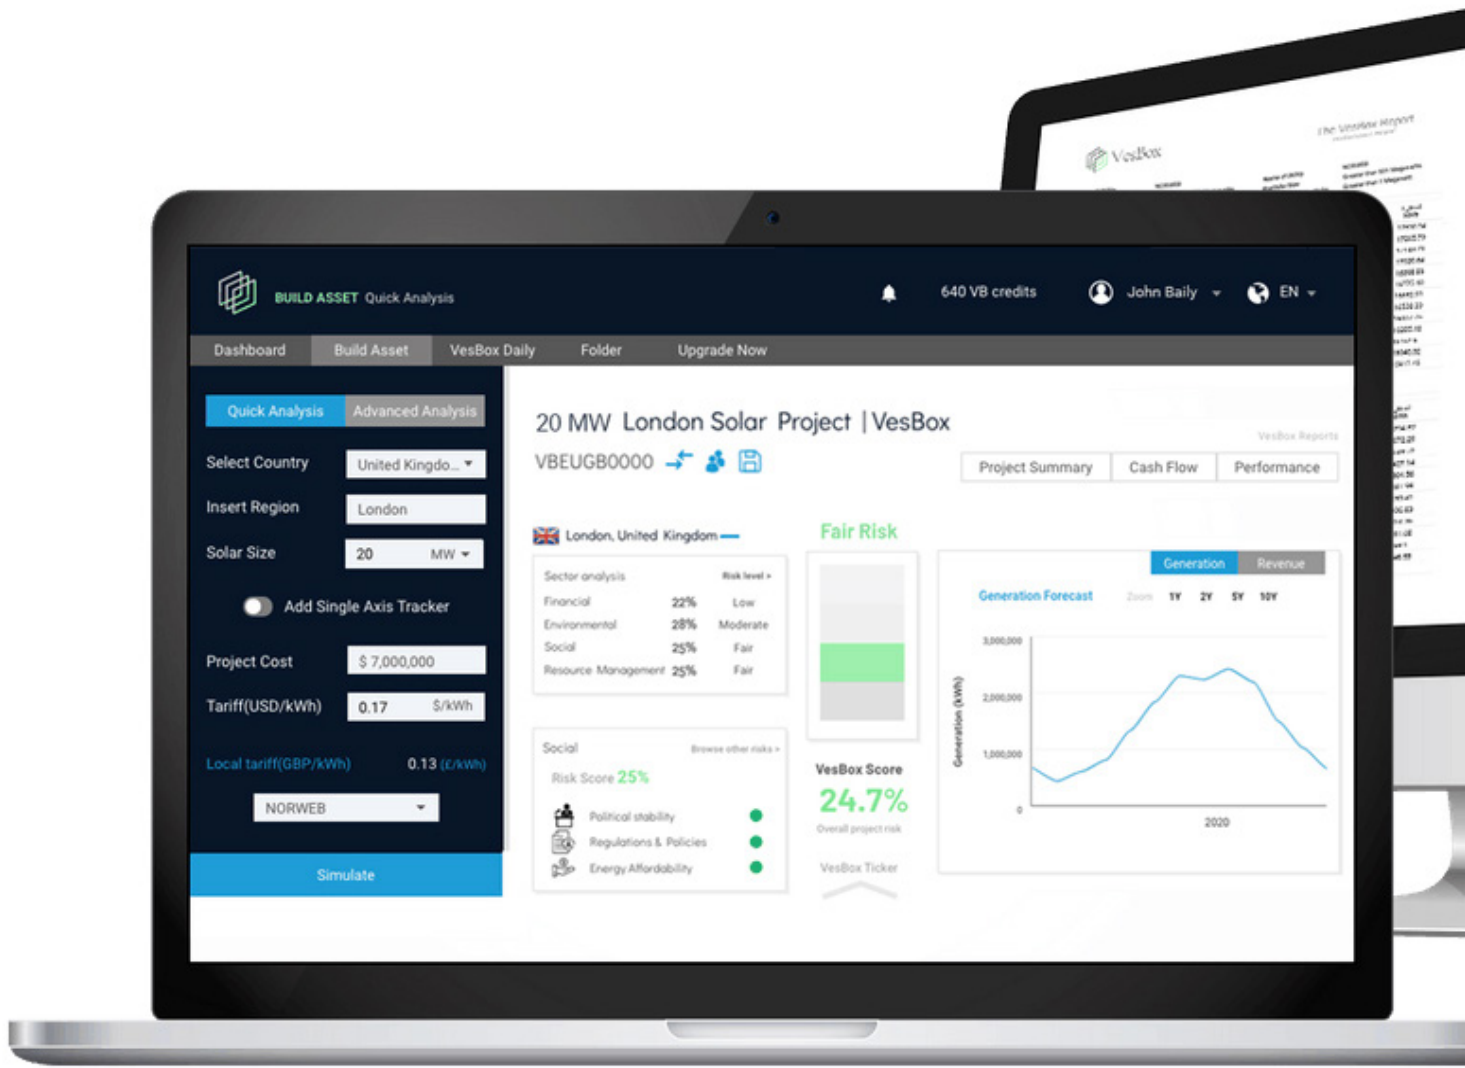 VesBox
The VesBox Report
BUILD ASSET Quick Analysis
640 VB credits
John Baily
EN
Dashboard
Build Asset
VesBox Daily
Folder
Upgrade Now
Quick Analysis
Advanced Analysis
Select Country
United Kingdo...
Insert Region
London
Solar Size
20 MW
Add Single Axis Tracker
Project Cost
$ 7,000,000
Tariff(USD/kWh)
0.17 $/kWh
Local tariff(GBP/kWh)
0.13 (£/kWh)
NORWEB
Simulate
20 MW London Solar Project | VesBox
VBEUGB0000
VesBox Reports
Project Summary
Cash Flow
Performance
London, United Kingdom
Sector analysis
Risk level »
Financial 22% Low
Environmental 28% Moderate
Social 25% Fair
Resource Management 25% Fair
Social
Browse other risks »
Risk Score 25%
Political stability
Regulations & Policies
Energy Affordability
Fair Risk
VesBox Score
24.7%
Overall project risk
VesBox Ticker
Generation
Revenue
Generation Forecast
Zoom 1Y 2Y 5Y 10Y
Generation (kWh)
3,000,000
2,000,000
1,000,000
0
2020